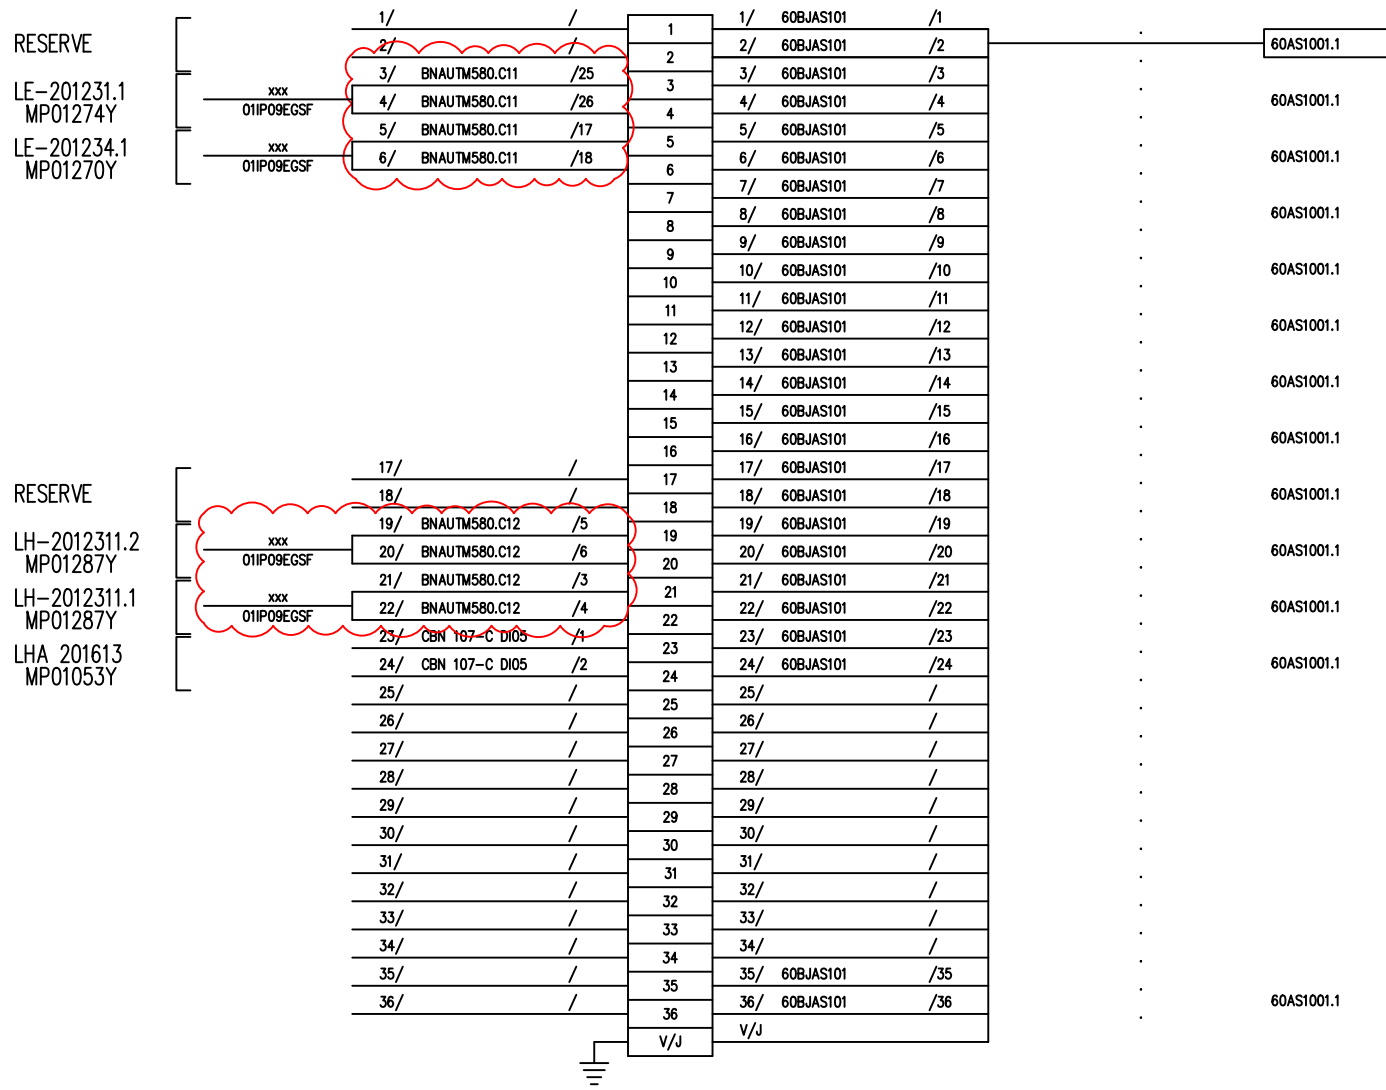 1/ / 1 1/ 60BJAS101 /1
RESERVE 2/ / 2 2/ 60BJAS101 /2 60AS1001.1
3/ BNAUTM580.C11 /25 3 3/ 60BJAS101 /3
LE-201231.1 xxx 4/ BNAUTM580.C11 /26 4 4/ 60BJAS101 /4 60AS1001.1
MP01274Y 01IP09EGSF
5/ BNAUTM580.C11 /17 5 5/ 60BJAS101 /5
LE-201234.1 xxx 6/ BNAUTM580.C11 /18 6 6/ 60BJAS101 /6 60AS1001.1
MP01270Y 01IP09EGSF
7 7/ 60BJAS101 /7
8 8/ 60BJAS101 /8 60AS1001.1
9 9/ 60BJAS101 /9
10 10/ 60BJAS101 /10 60AS1001.1
11 11/ 60BJAS101 /11
12 12/ 60BJAS101 /12 60AS1001.1
13 13/ 60BJAS101 /13
14 14/ 60BJAS101 /14 60AS1001.1
15 15/ 60BJAS101 /15
16 16/ 60BJAS101 /16 60AS1001.1
17/ / 17 17/ 60BJAS101 /17
RESERVE 18/ / 18 18/ 60BJAS101 /18 60AS1001.1
19/ BNAUTM580.C12 /5 19 19/ 60BJAS101 /19
LH-2012311.2 xxx 20/ BNAUTM580.C12 /6 20 20/ 60BJAS101 /20 60AS1001.1
MP01287Y 01IP09EGSF
21/ BNAUTM580.C12 /3 21 21/ 60BJAS101 /21
LH-2012311.1 xxx 22/ BNAUTM580.C12 /4 22 22/ 60BJAS101 /22 60AS1001.1
MP01287Y 01IP09EGSF
23/ CBN 107-C DI05 /1 23 23/ 60BJAS101 /23
LHA 201613 24/ CBN 107-C DI05 /2 24 24/ 60BJAS101 /24 60AS1001.1
MP01053Y
25/ / 25 25/ /
26/ / 26 26/ /
27/ / 27 27/ /
28/ / 28 28/ /
29/ / 29 29/ /
30/ / 30 30/ /
31/ / 31 31/ /
32/ / 32 32/ /
33/ / 33 33/ /
34/ / 34 34/ /
35/ / 35 35/ 60BJAS101 /35
36/ / 36 36/ 60BJAS101 /36 60AS1001.1
V/J V/J